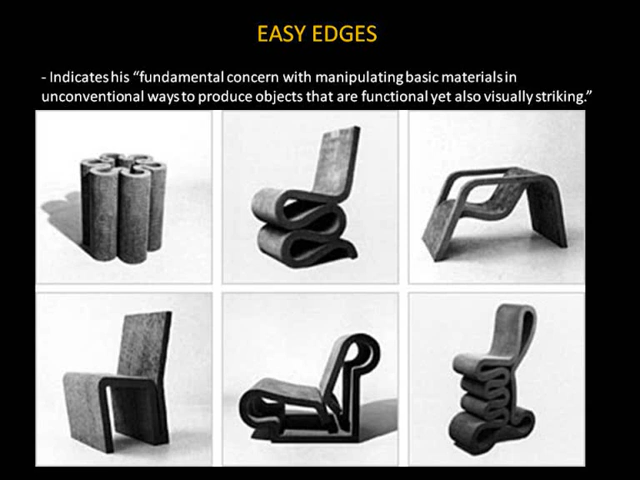 EASY EDGES
- Indicates his “fundamental concern with manipulating basic materials in
unconventional ways to produce objects that are functional yet also visually striking.”